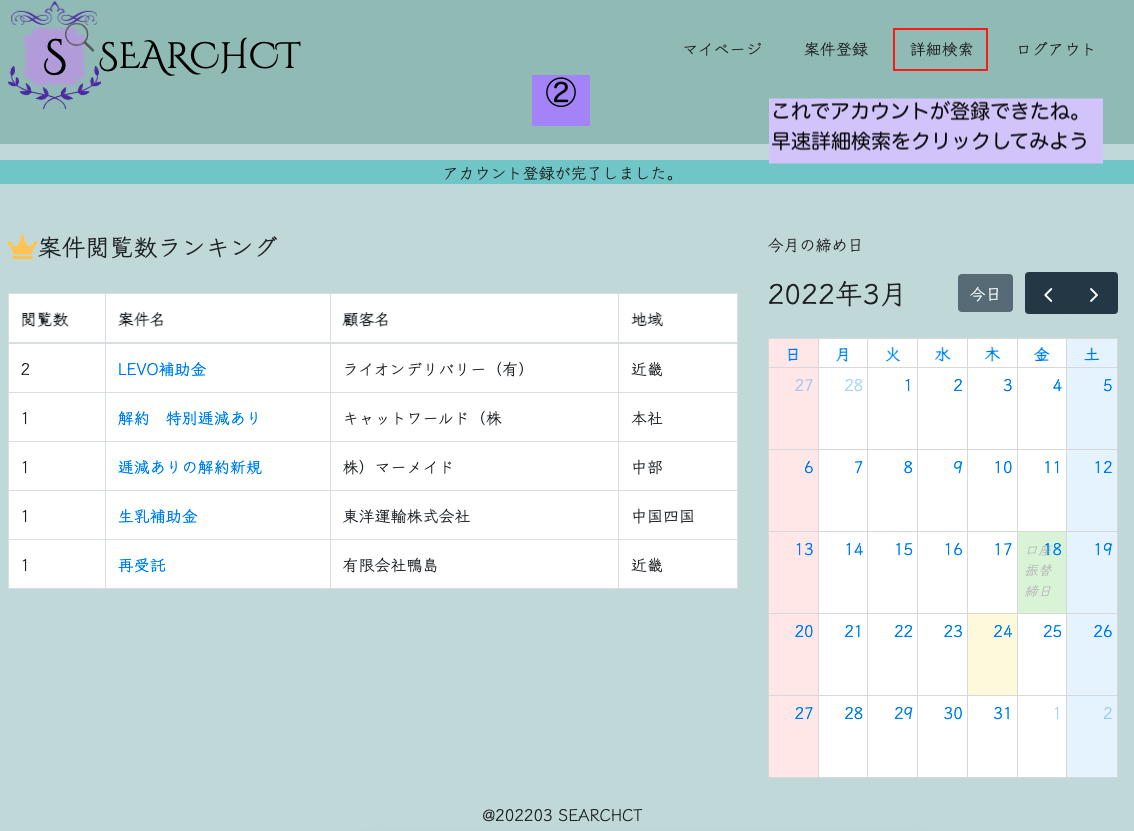 S SEARCHCT
マイページ 案件登録 詳細検索 ログアウト
②
これでアカウントが登録できたね。
早速詳細検索をクリックしてみよう
アカウント登録が完了しました。
案件閲覧数ランキング
閲覧数 案件名 顧客名 地域
2 LEVO補助金 ライオンデリバリー（有） 近畿
1 解約　特別逓減あり キャットワールド（株 本社
1 逓減ありの解約新規 株）マーメイド 中部
1 生乳補助金 東洋運輸株式会社 中国四国
1 再受託 有限会社鴨島 近畿
今月の締め日
2022年3月 今日
日 月 火 水 木 金 土
27 28 1 2 3 4 5
6 7 8 9 10 11 12
13 14 15 16 17 18 19
口座
振替
締日
20 21 22 23 24 25 26
27 28 29 30 31 1 2
@202203 SEARCHCT